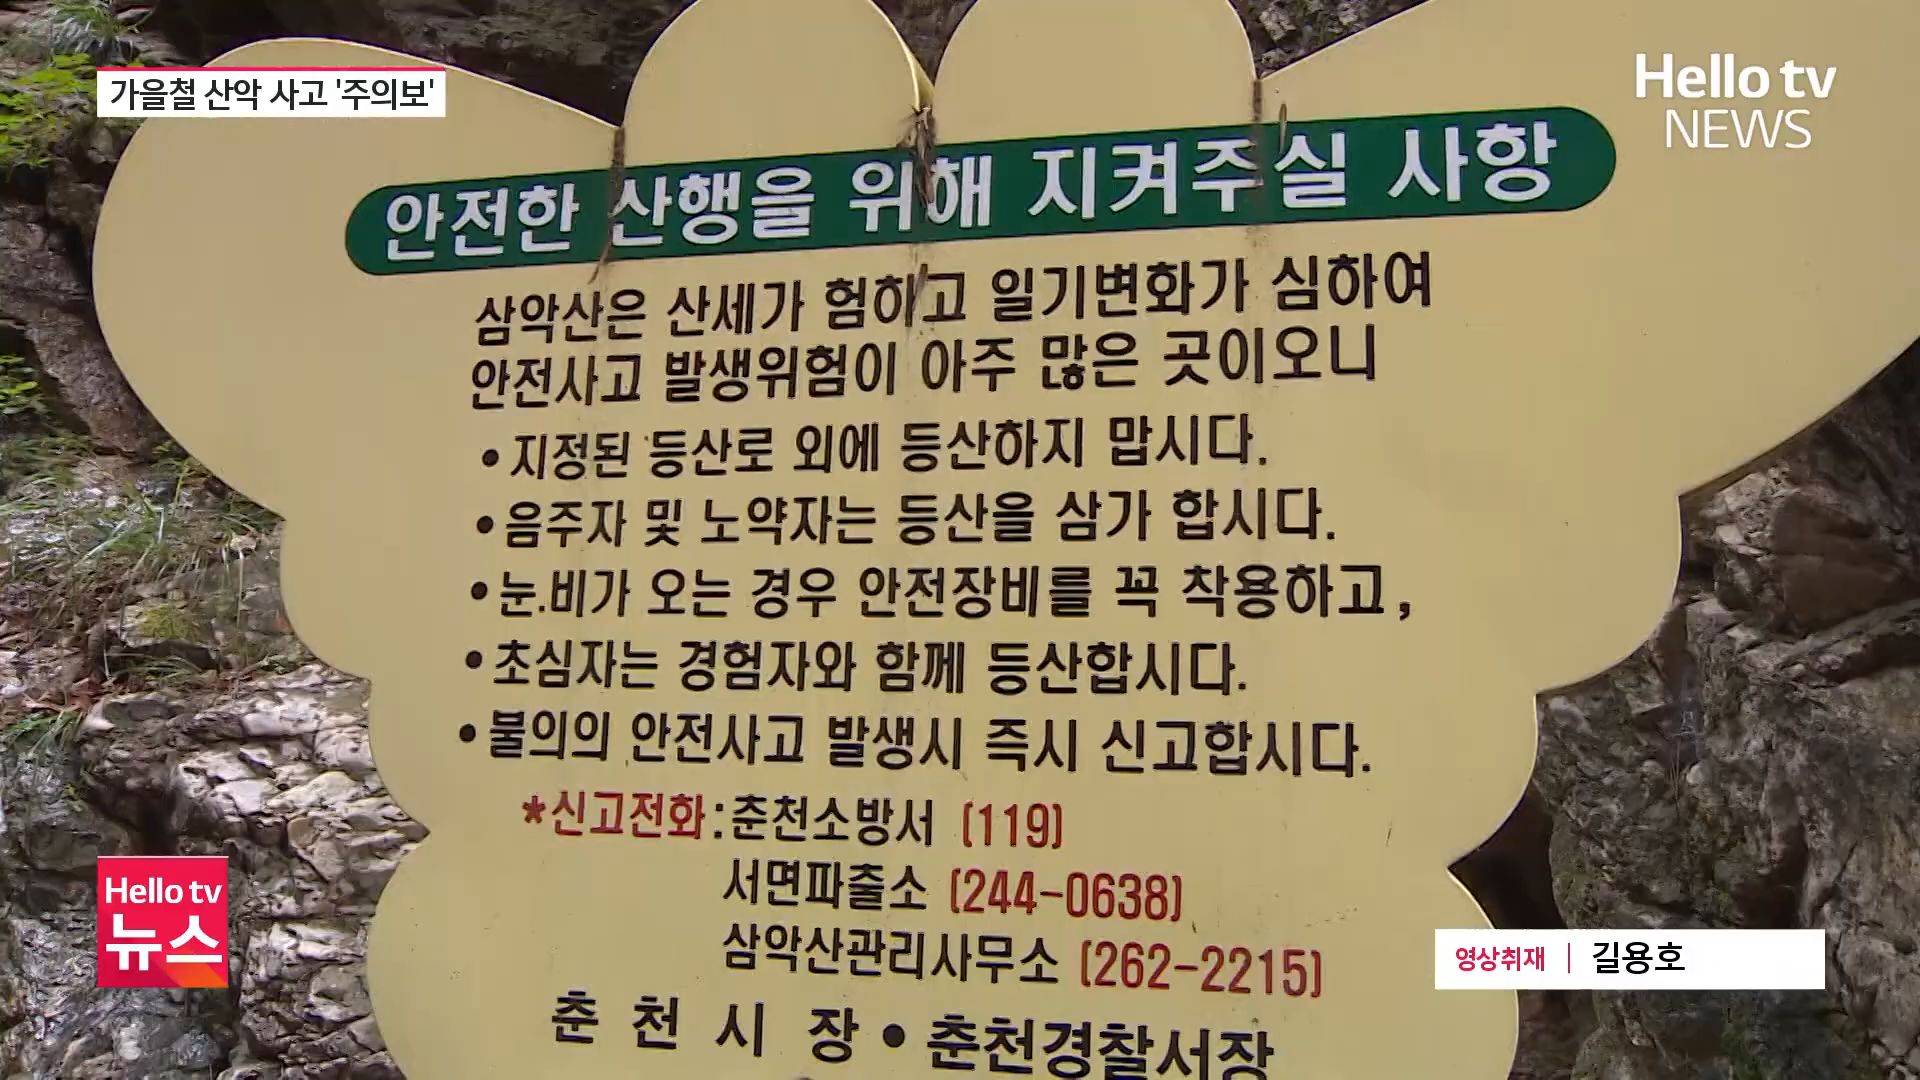 가을철 산악 사고 '주의보'
Hello tv
NEWS
안전한 산행을 위해 지켜주실 사항
삼악산은 산세가 험하고 일기변화가 심하여
안전사고 발생위험이 아주 많은 곳이오니
•지정된 등산로 외에 등산하지 맙시다.
•음주자 및 노약자는 등산을 삼가 합시다.
•눈.비가 오는 경우 안전장비를 꼭 착용하고,
•초심자는 경험자와 함께 등산합시다.
•불의의 안전사고 발생시 즉시 신고합시다.
*신고전화:춘천소방서 (119)
서면파출소 (244-0638)
삼악산관리사무소 (262-2215)
춘 천 시 장•춘천경찰서장
Hello tv
뉴스
영상취재 | 길용호